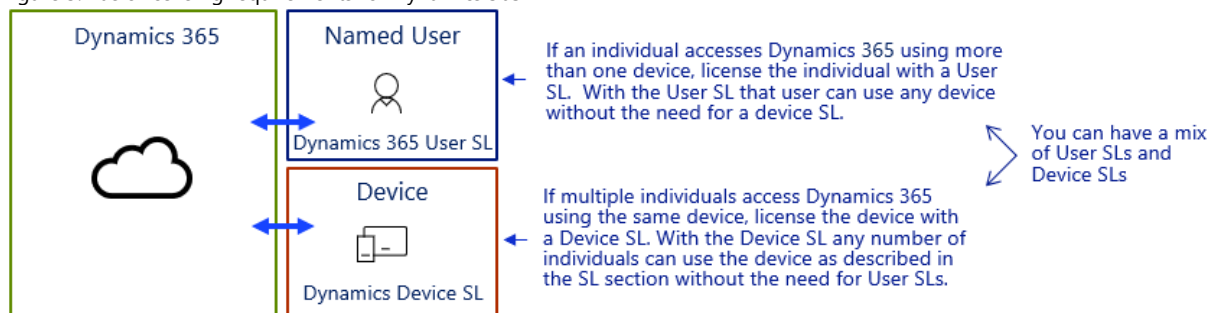 Dynamics 365
Named User
Dynamics 365 User SL
If an individual accesses Dynamics 365 using more
than one device, license the individual with a User
SL. With the User SL that user can use any device
without the need for a device SL.
Device
Dynamics Device SL
If multiple individuals access Dynamics 365
using the same device, license the device with
a Device SL. With the Device SL any number of
individuals can use the device as described in
the SL section without the need for User SLs.
You can have a mix
of User SLs and
Device SLs